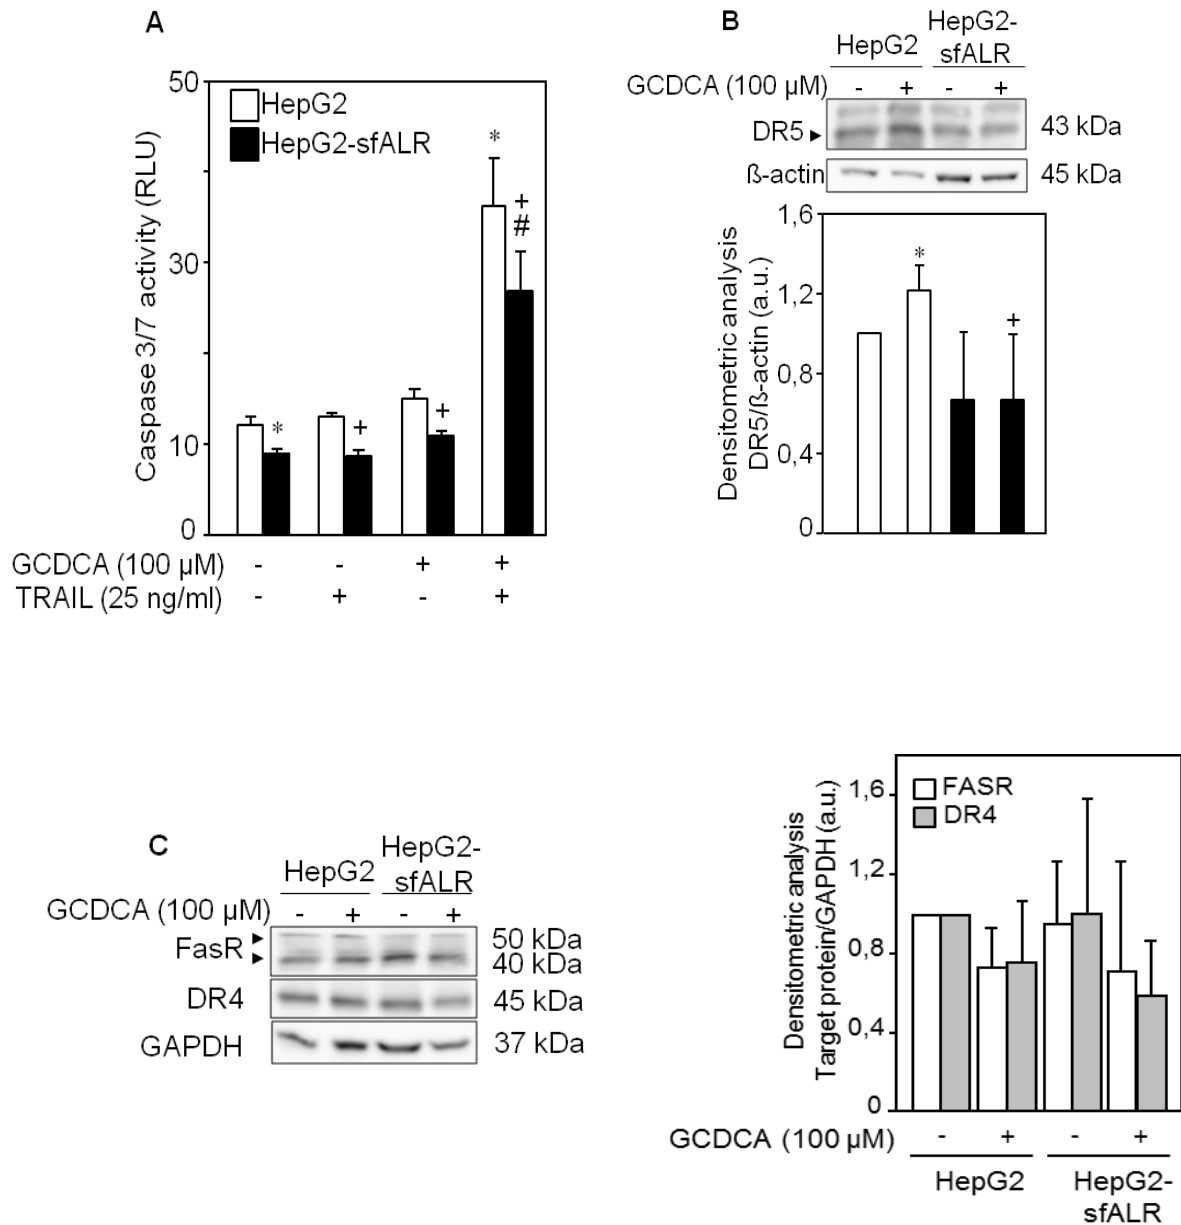 A
50
30
10
0
Caspase 3/7 activity (RLU)
HepG2
HepG2-sfALR
*
+
+
*
+
#
GCDCA (100 µM) - - + +
TRAIL (25 ng/ml) - + - +
B
HepG2
HepG2-
sfALR
GCDCA (100 µM) - + - +
DR5 43 kDa
ß-actin 45 kDa
Densitometric analysis
DR5/ß-actin (a.u.)
1,6
1,2
0,8
0,4
0
*
+
C
HepG2
HepG2-
sfALR
GCDCA (100 µM) - + - +
FasR
50 kDa
40 kDa
DR4 45 kDa
GAPDH 37 kDa
Densitometric analysis
Target protein/GAPDH (a.u.)
1,6
1,2
0,8
0,4
0
FASR
DR4
GCDCA (100 µM) - + - +
HepG2
HepG2-
sfALR